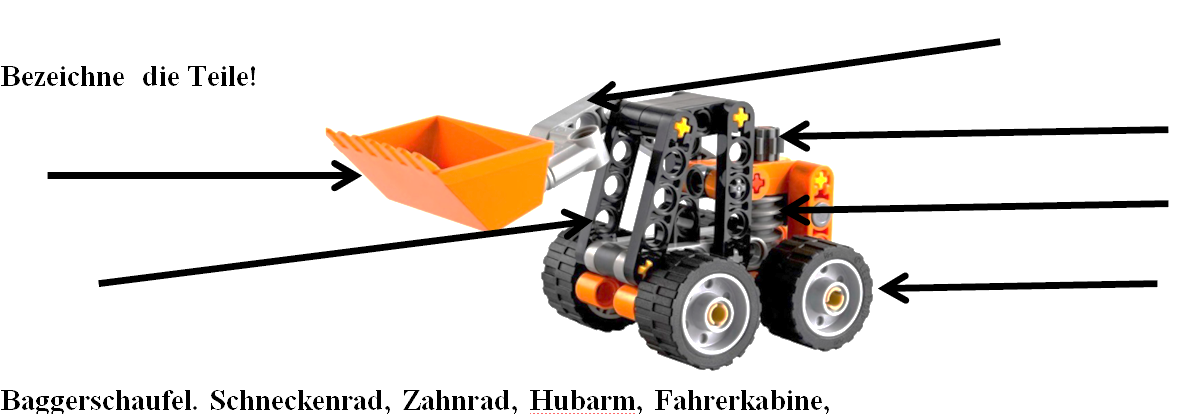 Bezeichne die Teile!
Baggerschaufel. Schneckenrad, Zahnrad, Hubarm, Fahrerkabine,